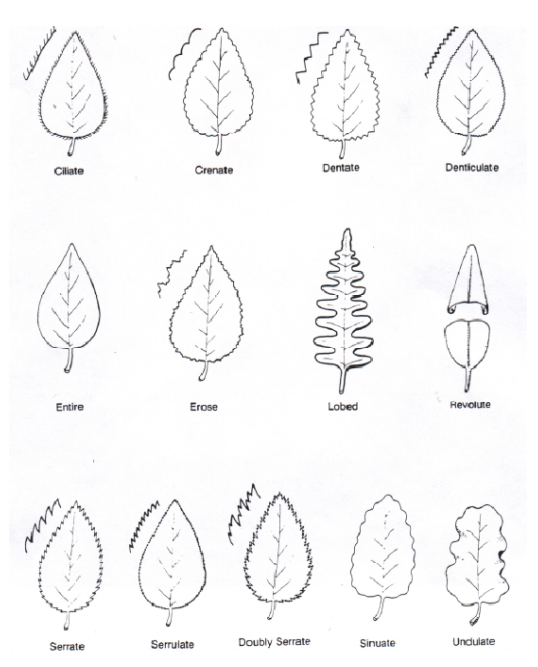 Ciliate
Crenate
Dentate
Denticulate
Entire
Erose
Lobed
Revolute
Serrate
Serrulate
Doubly Serrate
Sinuate
Undulate